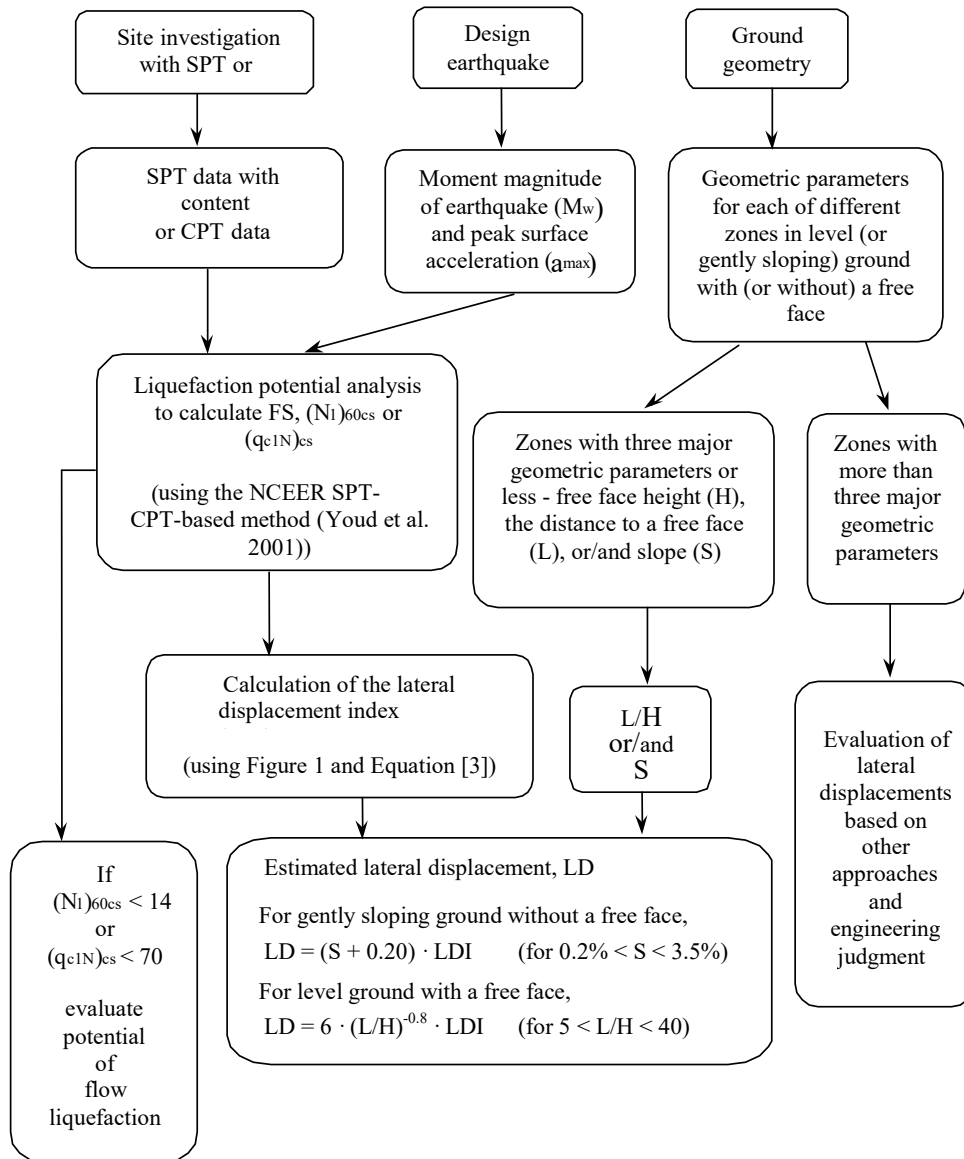 Site investigation
with SPT or
Design
earthquake
Ground
geometry
SPT data with
content
or CPT data
Moment magnitude
of earthquake (Mw)
and peak surface
acceleration (amax)
Geometric parameters
for each of different
zones in level (or
gently sloping) ground
with (or without) a free
face
Liquefaction potential analysis
to calculate FS, (N1)60cs or
(qc1N)cs
(using the NCEER SPT-
CPT-based method (Youd et al.
2001))
Zones with three major
geometric parameters or
less - free face height (H),
the distance to a free face
(L), or/and slope (S)
Zones with
more than
three major
geometric
parameters
Calculation of the lateral
displacement index
(using Figure 1 and Equation [3])
L/H
or/and
S
Evaluation of
lateral
displacements
based on
other
approaches
and
engineering
judgment
If
(N1)60cs < 14
or
(qc1N)cs < 70
evaluate
potential
of
flow
liquefaction
Estimated lateral displacement, LD
For gently sloping ground without a free face,
LD = (S + 0.20) · LDI (for 0.2% < S < 3.5%)
For level ground with a free face,
LD = 6 · (L/H)^-0.8 · LDI (for 5 < L/H < 40)